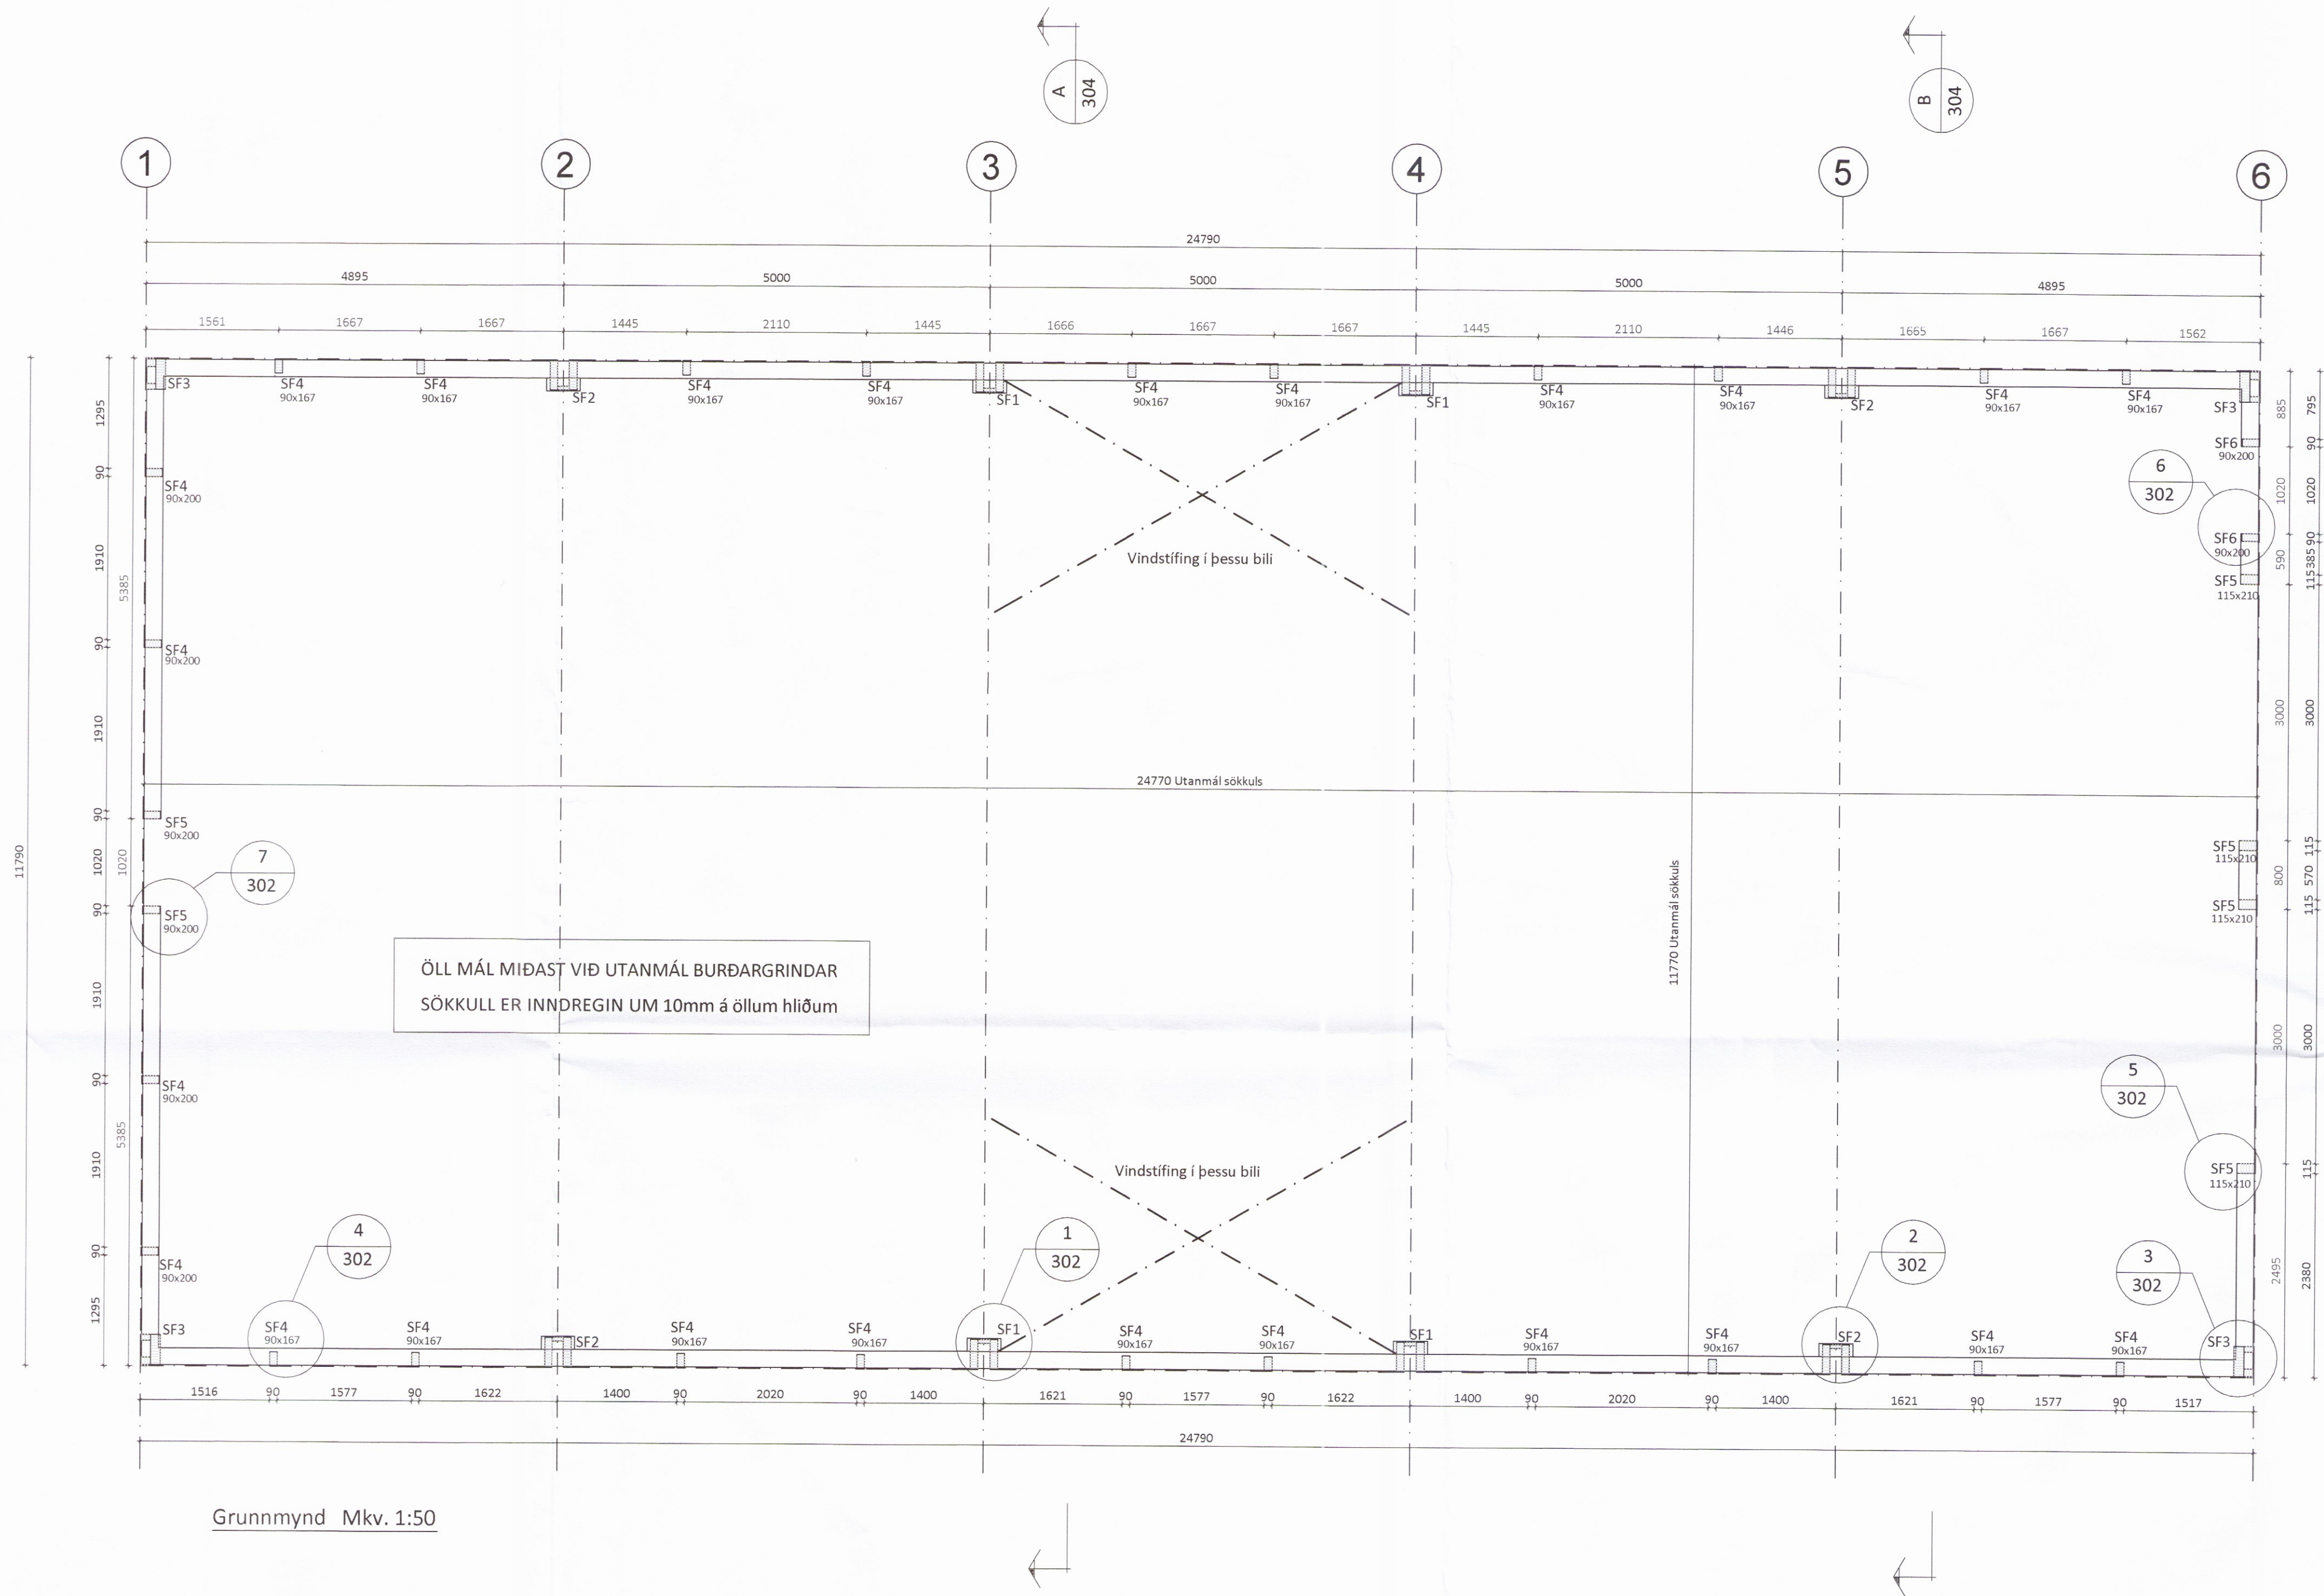 A
304
B
304
1
2
3
4
5
6
24790
4895
5000
5000
5000
4895
1561
1667
1667
1445
2110
1445
1666
1667
1667
1445
2110
1446
1665
1667
1562
SF3
SF4
90x167
SF4
90x167
SF2
SF4
90x167
SF4
90x167
SF1
SF4
90x167
SF4
90x167
SF1
SF4
90x167
SF4
90x167
SF2
SF4
90x167
SF4
90x167
SF3
11790
1295
90
1910
90
1910
90
1020
90
1910
90
1910
90
1295
5385
1020
5385
SF4
90x200
SF4
90x200
SF5
90x200
7
302
SF5
90x200
SF4
90x200
SF4
90x200
Vindstífing í þessu bili
24770 Utanmál sökkuls
11770 Utanmál sökkuls
ÖLL MÁL MIÐAST VIÐ UTANMÁL BURÐARGRINDAR
SÖKKULL ER INNDREGIN UM 10mm á öllum hliðum
Vindstífing í þessu bili
SF6
90x200
6
302
SF6
90x200
SF5
115x210
SF5
115x210
SF5
115x210
5
302
SF5
115x210
885
1020
590
3000
800
3000
2495
795
90
1020
90
385
115
3000
115
570
115
3000
115
2380
4
302
1
302
2
302
3
302
SF3
SF4
90x167
SF4
90x167
SF2
SF4
90x167
SF4
90x167
SF1
SF4
90x167
SF4
90x167
SF1
SF4
90x167
SF4
90x167
SF2
SF4
90x167
SF4
90x167
SF3
1516
90
1577
90
1622
1400
90
2020
90
1400
1621
90
1577
90
1622
1400
90
2020
90
1400
1621
90
1577
90
1517
24790
Grunnmynd Mkv. 1:50